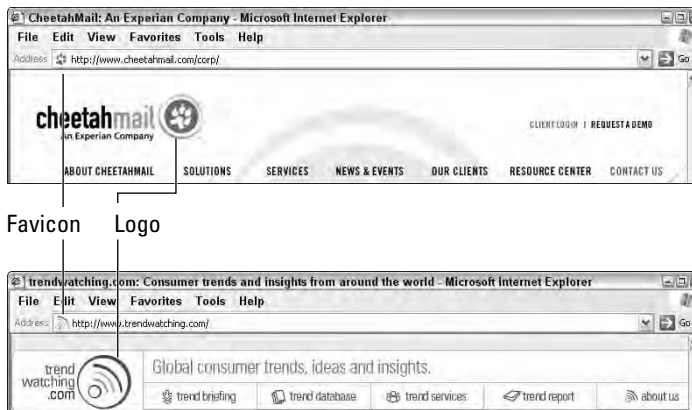 CheetahMail: An Experian Company - Microsoft Internet Explorer
File Edit View Favorites Tools Help
Address http://www.cheetahmail.com/corp/ Go
cheetahmail
An Experian Company
CLIENT LOGIN | REQUEST A DEMO
ABOUT CHEETAHMAIL SOLUTIONS SERVICES NEWS & EVENTS OUR CLIENTS RESOURCE CENTER CONTACT US
Favicon Logo
trendwatching.com: Consumer trends and insights from around the world - Microsoft Internet Explorer
File Edit View Favorites Tools Help
Address http://www.trendwatching.com/ Go
trend
watching
.com
Global consumer trends, ideas and insights.
trend briefing trend database trend services trend report about us